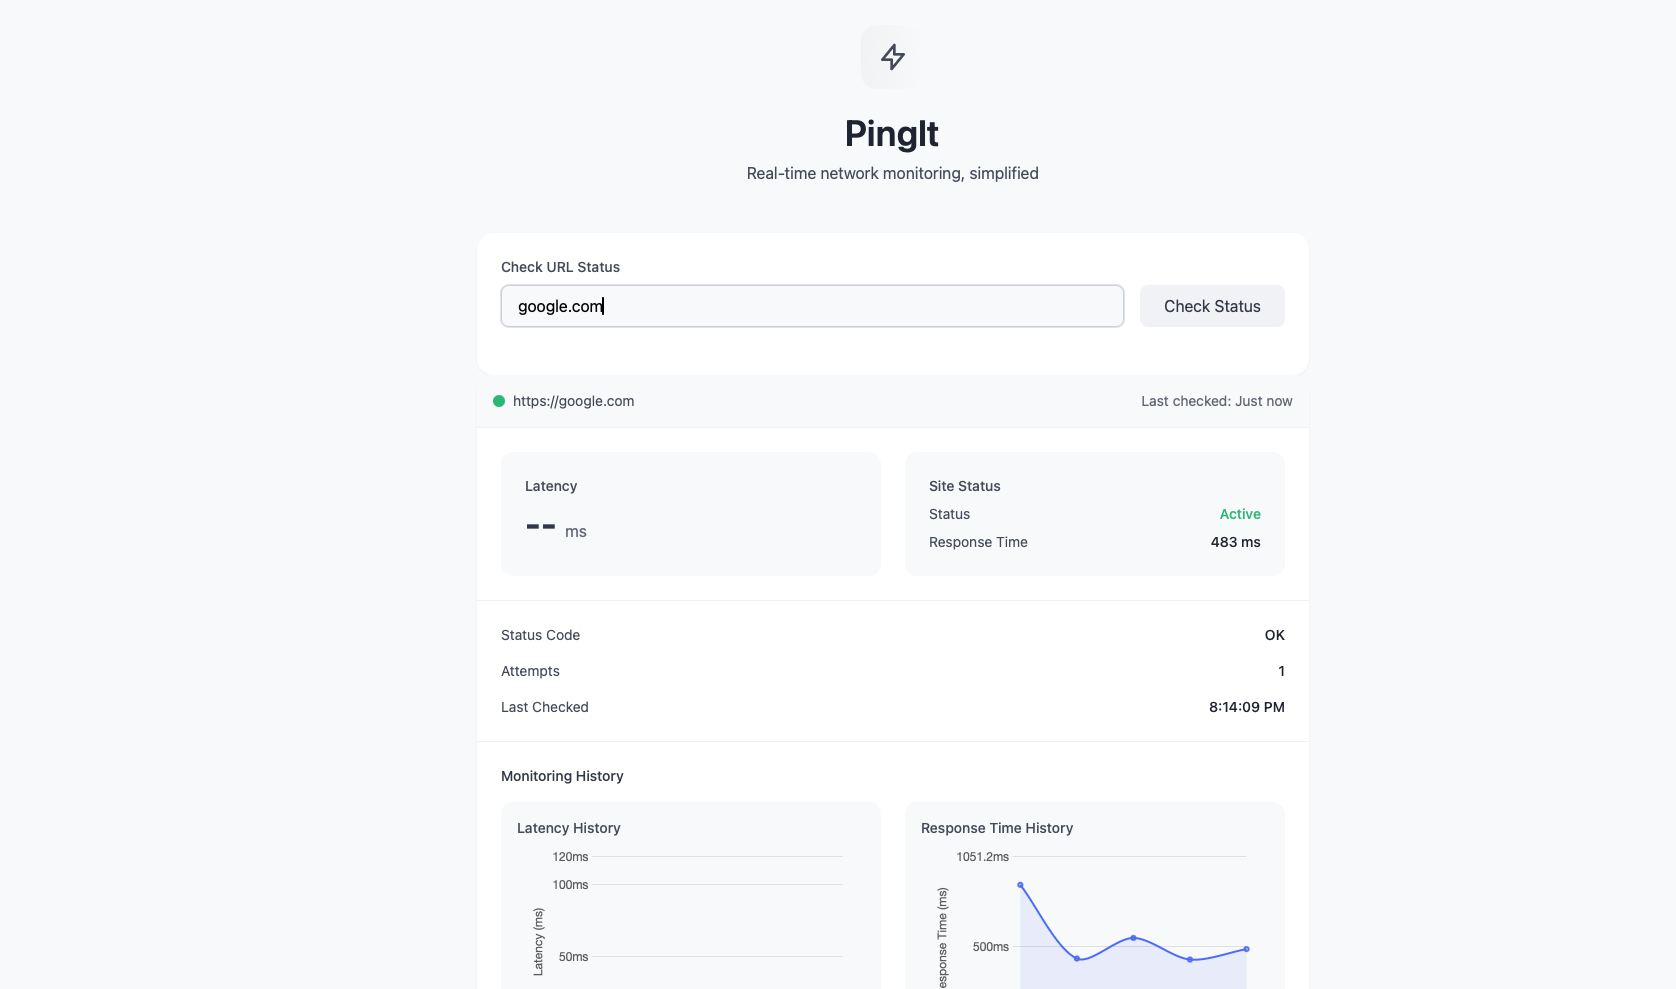 PingIt
Real-time network monitoring, simplified
Check URL Status
google.com
Check Status
https://google.com
Last checked: Just now
Latency
-- ms
Site Status
Status
Active
Response Time
483 ms
Status Code
OK
Attempts
1
Last Checked
8:14:09 PM
Monitoring History
Latency History
120ms
100ms
50ms
Latency (ms)
Response Time History
1051.2ms
500ms
esponse Time (ms)